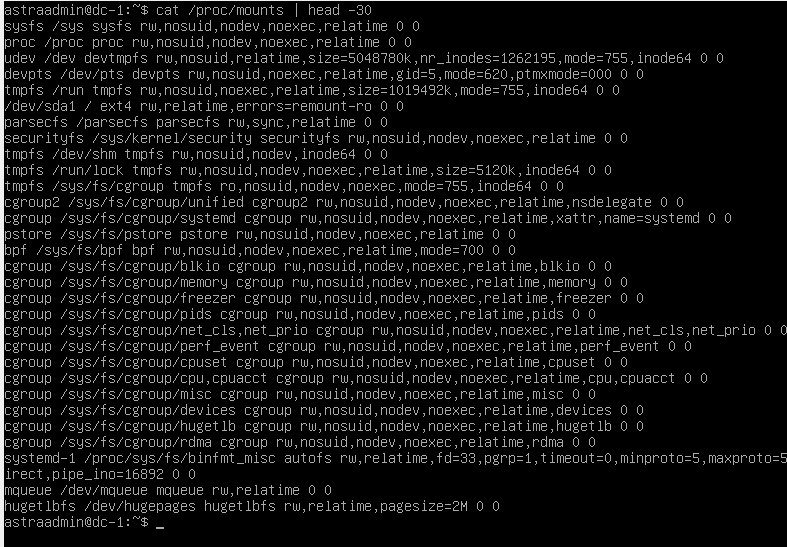 astraadmin@dc-1:~$ cat /proc/mounts | head -30
sysfs /sys sysfs rw,nosuid,nodev,noexec,relatime 0 0
proc /proc proc rw,nosuid,nodev,noexec,relatime 0 0
udev /dev devtmpfs rw,nosuid,relatime,size=5048780k,nr_inodes=1262195,mode=755,inode64 0 0
devpts /dev/pts devpts rw,nosuid,noexec,relatime,gid=5,mode=620,ptmxmode=000 0 0
tmpfs /run tmpfs rw,nosuid,nodev,noexec,relatime,size=1019492k,mode=755,inode64 0 0
/dev/sda1 / ext4 rw,relatime,errors=remount-ro 0 0
parsecfs /parsecfs parsecfs rw,sync,relatime 0 0
securityfs /sys/kernel/security securityfs rw,nosuid,nodev,noexec,relatime 0 0
tmpfs /dev/shm tmpfs rw,nosuid,nodev,inode64 0 0
tmpfs /run/lock tmpfs rw,nosuid,nodev,noexec,relatime,size=5120k,inode64 0 0
tmpfs /sys/fs/cgroup tmpfs ro,nosuid,nodev,noexec,mode=755,inode64 0 0
cgroup2 /sys/fs/cgroup/unified cgroup2 rw,nosuid,nodev,noexec,relatime,nsdelegate 0 0
cgroup /sys/fs/cgroup/systemd cgroup rw,nosuid,nodev,noexec,relatime,xattr,name=systemd 0 0
pstore /sys/fs/pstore pstore rw,nosuid,nodev,noexec,relatime 0 0
bpf /sys/fs/bpf bpf rw,nosuid,nodev,noexec,relatime,mode=700 0 0
cgroup /sys/fs/cgroup/blkio cgroup rw,nosuid,nodev,noexec,relatime,blkio 0 0
cgroup /sys/fs/cgroup/memory cgroup rw,nosuid,nodev,noexec,relatime,memory 0 0
cgroup /sys/fs/cgroup/freezer cgroup rw,nosuid,nodev,noexec,relatime,freezer 0 0
cgroup /sys/fs/cgroup/pids cgroup rw,nosuid,nodev,noexec,relatime,pids 0 0
cgroup /sys/fs/cgroup/net_cls,net_prio cgroup rw,nosuid,nodev,noexec,relatime,net_cls,net_prio 0 0
cgroup /sys/fs/cgroup/perf_event cgroup rw,nosuid,nodev,noexec,relatime,perf_event 0 0
cgroup /sys/fs/cgroup/cpuset cgroup rw,nosuid,nodev,noexec,relatime,cpuset 0 0
cgroup /sys/fs/cgroup/cpu,cpuacct cgroup rw,nosuid,nodev,noexec,relatime,cpu,cpuacct 0 0
cgroup /sys/fs/cgroup/misc cgroup rw,nosuid,nodev,noexec,relatime,misc 0 0
cgroup /sys/fs/cgroup/devices cgroup rw,nosuid,nodev,noexec,relatime,devices 0 0
cgroup /sys/fs/cgroup/hugetlb cgroup rw,nosuid,nodev,noexec,relatime,hugetlb 0 0
cgroup /sys/fs/cgroup/rdma cgroup rw,nosuid,nodev,noexec,relatime,rdma 0 0
systemd-1 /proc/sys/fs/binfmt_misc autofs rw,relatime,fd=33,pgrp=1,timeout=0,minproto=5,maxproto=5
irect,pipe_ino=16892 0 0
mqueue /dev/mqueue mqueue rw,relatime 0 0
hugetlbfs /dev/hugepages hugetlbfs rw,relatime,pagesize=2M 0 0
astraadmin@dc-1:~$ _